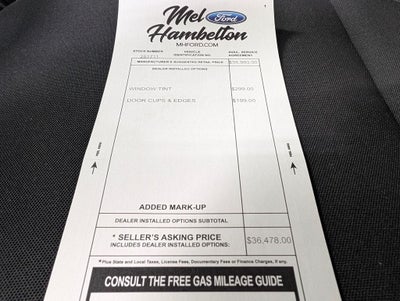 Mel Ford
Hambelton
MHFORD.COM
STOCK NUMBER VEHICLE IDENTIFICATION NO. AVAIL. SERVICE AGREEMENT
MANUFACTURER'S SUGGESTED RETAIL PRICE
DEALER INSTALLED OPTIONS
WINDOW TINT $299.00
DOOR CUPS & EDGES $199.00
ADDED MARK-UP
DEALER INSTALLED OPTIONS SUBTOTAL
* SELLER'S ASKING PRICE $36,478.00
INCLUDES DEALER INSTALLED OPTIONS:
*Plus State and Local Taxes, License Fees, Documentary Fees or Finance Charges, if any.
CONSULT THE FREE GAS MILEAGE GUIDE